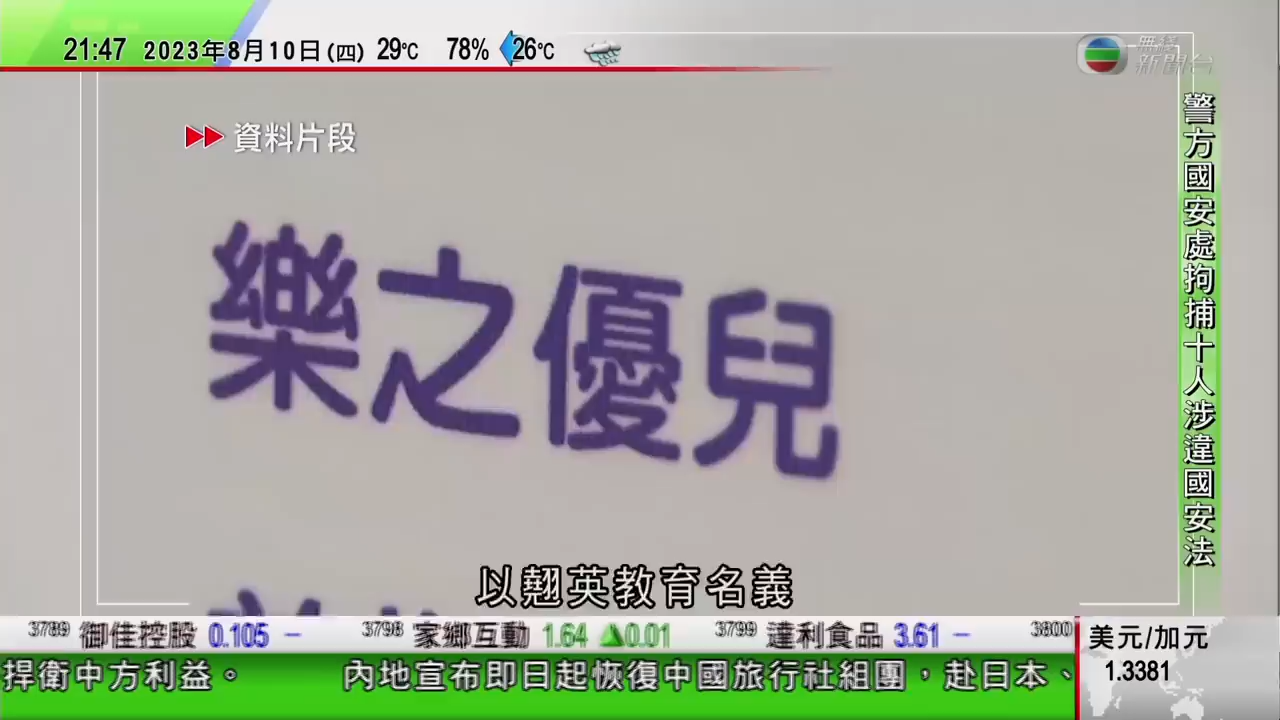 21:47 2023年8月10日(四) 29℃ 78% 26℃
無綫新聞台
資料片段
樂之優兒
警方國安處拘捕十人涉違國安法
以翹英教育名義
3789 御佳控股 0.105 – 3798 家鄉互動 1.64 ▲0.01 3799 達利食品 3.61 – 3800
美元/加元
1.3381
捍衛中方利益。 內地宣布即日起恢復中國旅行社組團，赴日本、